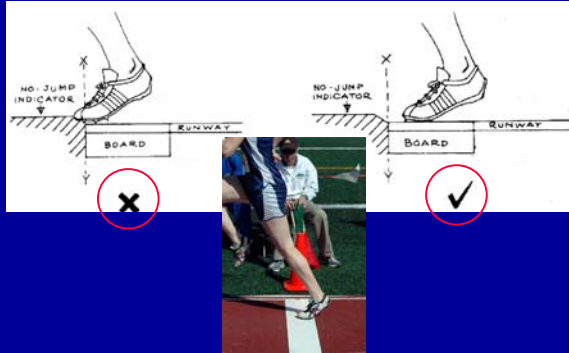 X
NO-JUMP
INDICATOR
RUNWAY
BOARD
Y
X
NO-JUMP
INDICATOR
RUNWAY
BOARD
Y